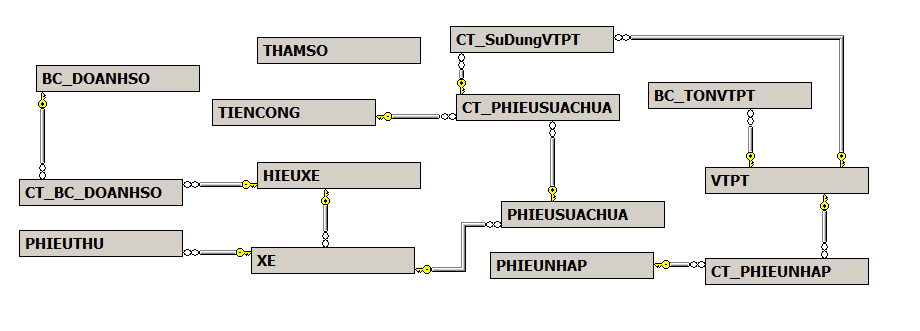 CT_SuDungVTPT
THAMSO
BC_DOANHSO
BC_TONVTPT
TIENCONG
CT_PHIEUSUACHUA
HIEUXE
VTPT
CT_BC_DOANHSO
PHIEUSUACHUA
PHIEUTHU
XE
PHIEUNHAP
CT_PHIEUNHAP